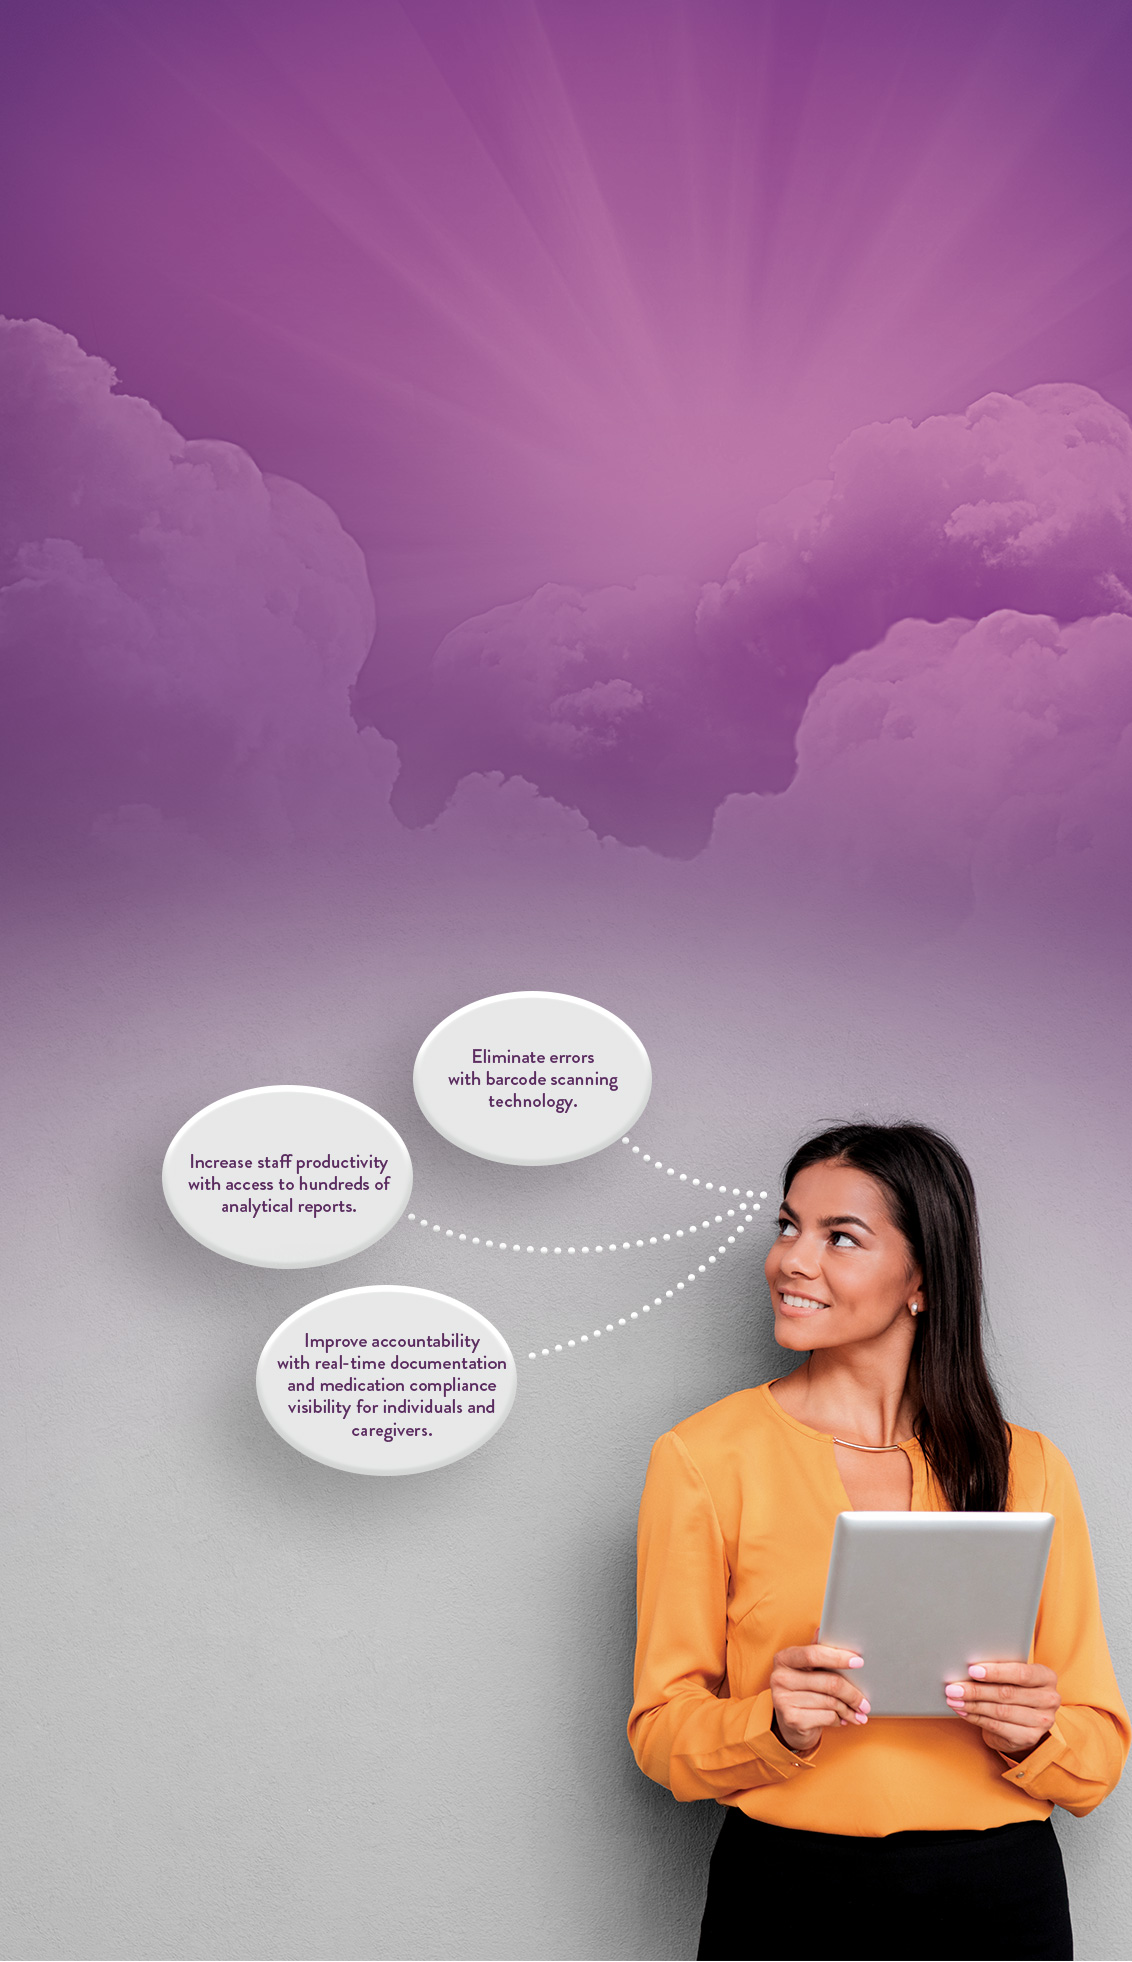 Eliminate errors
with barcode scanning
technology.
Increase staff productivity
with access to hundreds of
analytical reports.
Improve accountability
with real-time documentation
and medication compliance
visibility for individuals and
caregivers.